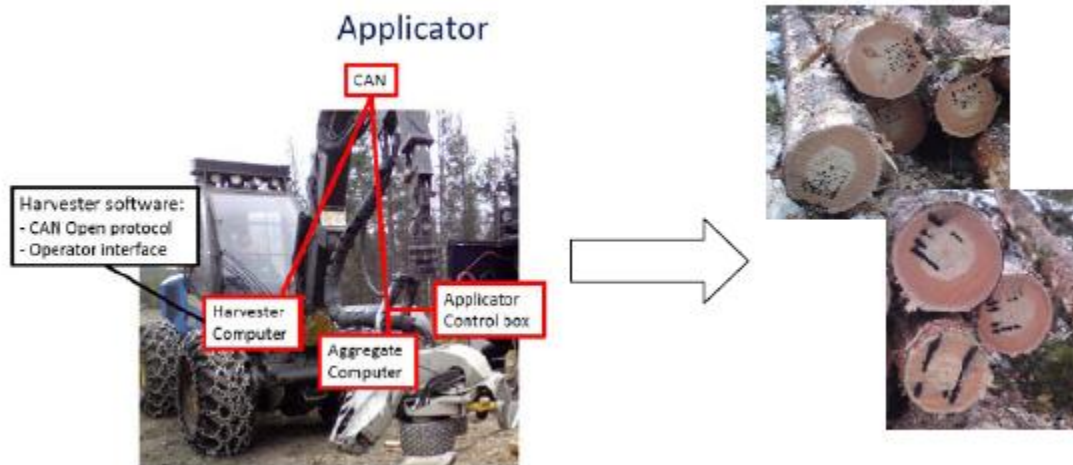 Applicator
CAN
Harvester software:
- CAN Open protocol
- Operator interface
Harvester
Computer
Applicator
Control box
Aggregate
Computer